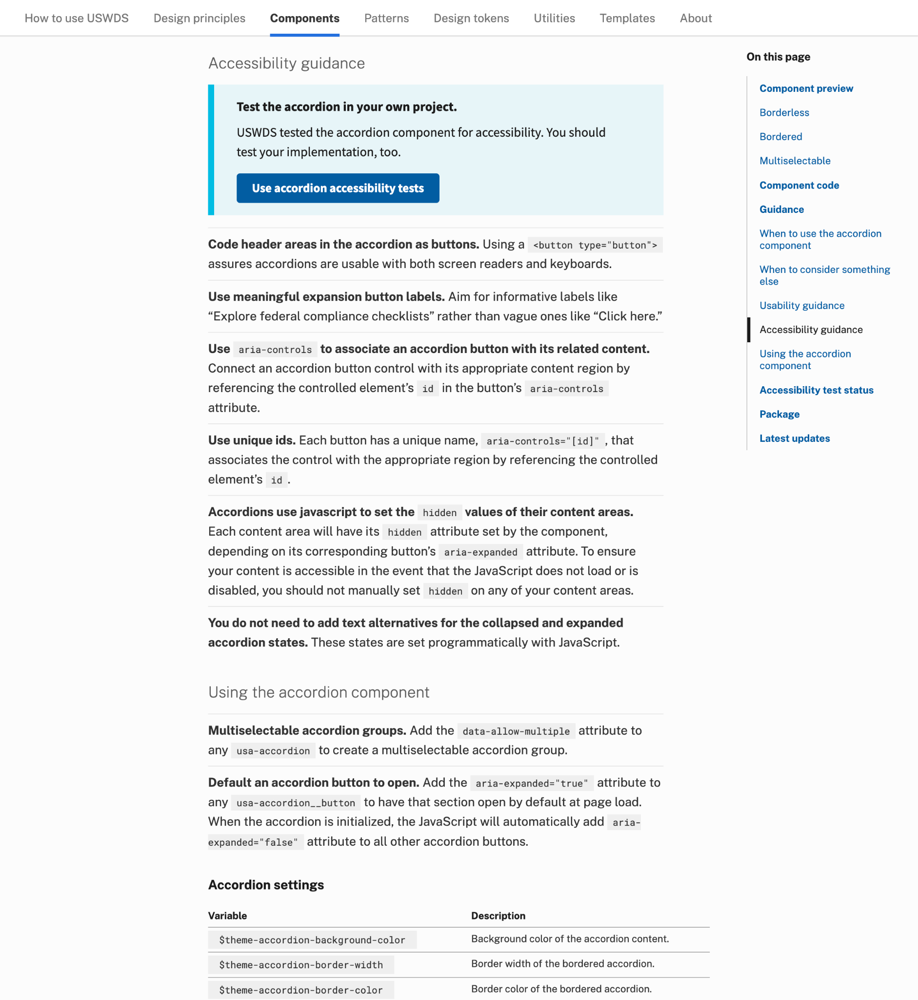 How to use USWDS Design principles Components Patterns Design tokens Utilities Templates About
Accessibility guidance
Test the accordion in your own project.
USWDS tested the accordion component for accessibility. You should
test your implementation, too.
Use accordion accessibility tests
Code header areas in the accordion as buttons. Using a <button type="button">
assures accordions are usable with both screen readers and keyboards.
Use meaningful expansion button labels. Aim for informative labels like
“Explore federal compliance checklists” rather than vague ones like “Click here.”
Use aria-controls to associate an accordion button with its related content.
Connect an accordion button control with its appropriate content region by
referencing the controlled element’s id in the button’s aria-controls
attribute.
Use unique ids. Each button has a unique name, aria-controls="[id]" , that
associates the control with the appropriate region by referencing the controlled
element’s id .
Accordions use javascript to set the hidden values of their content areas.
Each content area will have its hidden attribute set by the component,
depending on its corresponding button’s aria-expanded attribute. To ensure
your content is accessible in the event that the JavaScript does not load or is
disabled, you should not manually set hidden on any of your content areas.
You do not need to add text alternatives for the collapsed and expanded
accordion states. These states are set programmatically with JavaScript.
Using the accordion component
Multiselectable accordion groups. Add the data-allow-multiple attribute to
any usa-accordion to create a multiselectable accordion group.
Default an accordion button to open. Add the aria-expanded="true" attribute to
any usa-accordion__button to have that section open by default at page load.
When the accordion is initialized, the JavaScript will automatically add aria-
expanded="false" attribute to all other accordion buttons.
Accordion settings
Variable Description
$theme-accordion-background-color Background color of the accordion content.
$theme-accordion-border-width Border width of the bordered accordion.
$theme-accordion-border-color Border color of the bordered accordion.
On this page
Component preview
Borderless
Bordered
Multiselectable
Component code
Guidance
When to use the accordion
component
When to consider something
else
Usability guidance
Accessibility guidance
Using the accordion
component
Accessibility test status
Package
Latest updates